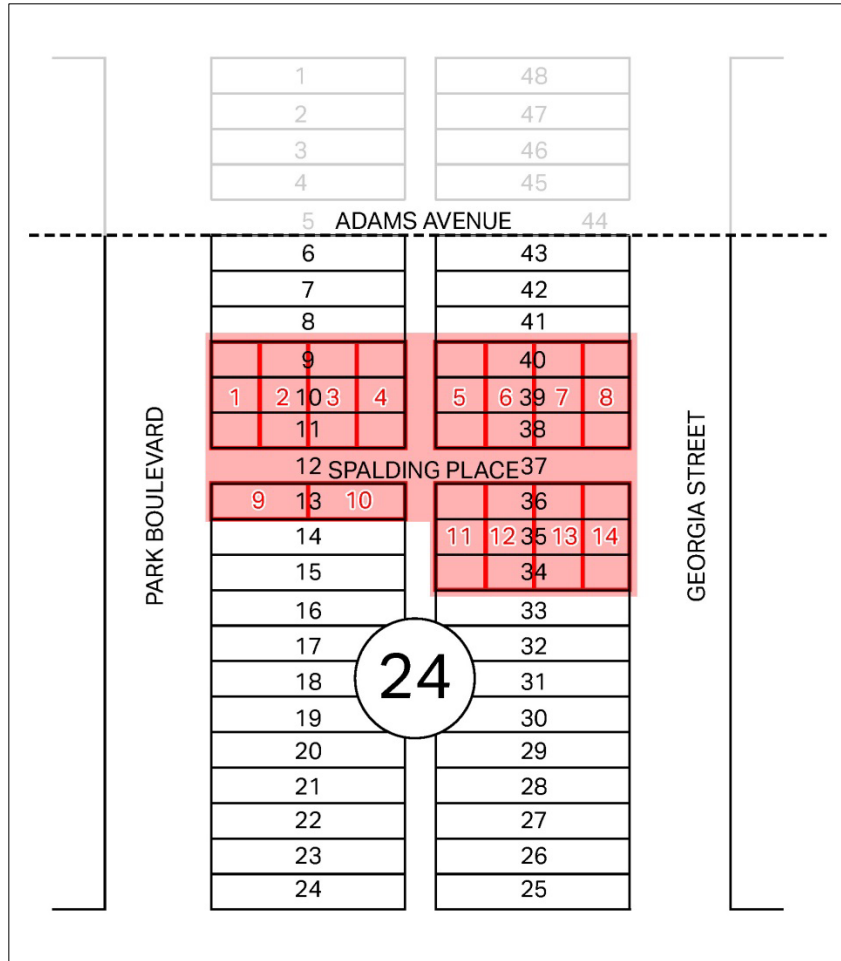 1 48
2 47
3 46
4 45
5 ADAMS AVENUE 44
6 43
7 42
8 41
9 40
1 2 10 3 4 5 6 39 7 8
11 38
12 SPALDING PLACE 37
9 13 10 36
14 11 12 35 13 14
15 34
16 33
17 32
18 31
19 30
20 29
21 28
22 27
23 26
24 25
24
PARK BOULEVARD
GEORGIA STREET